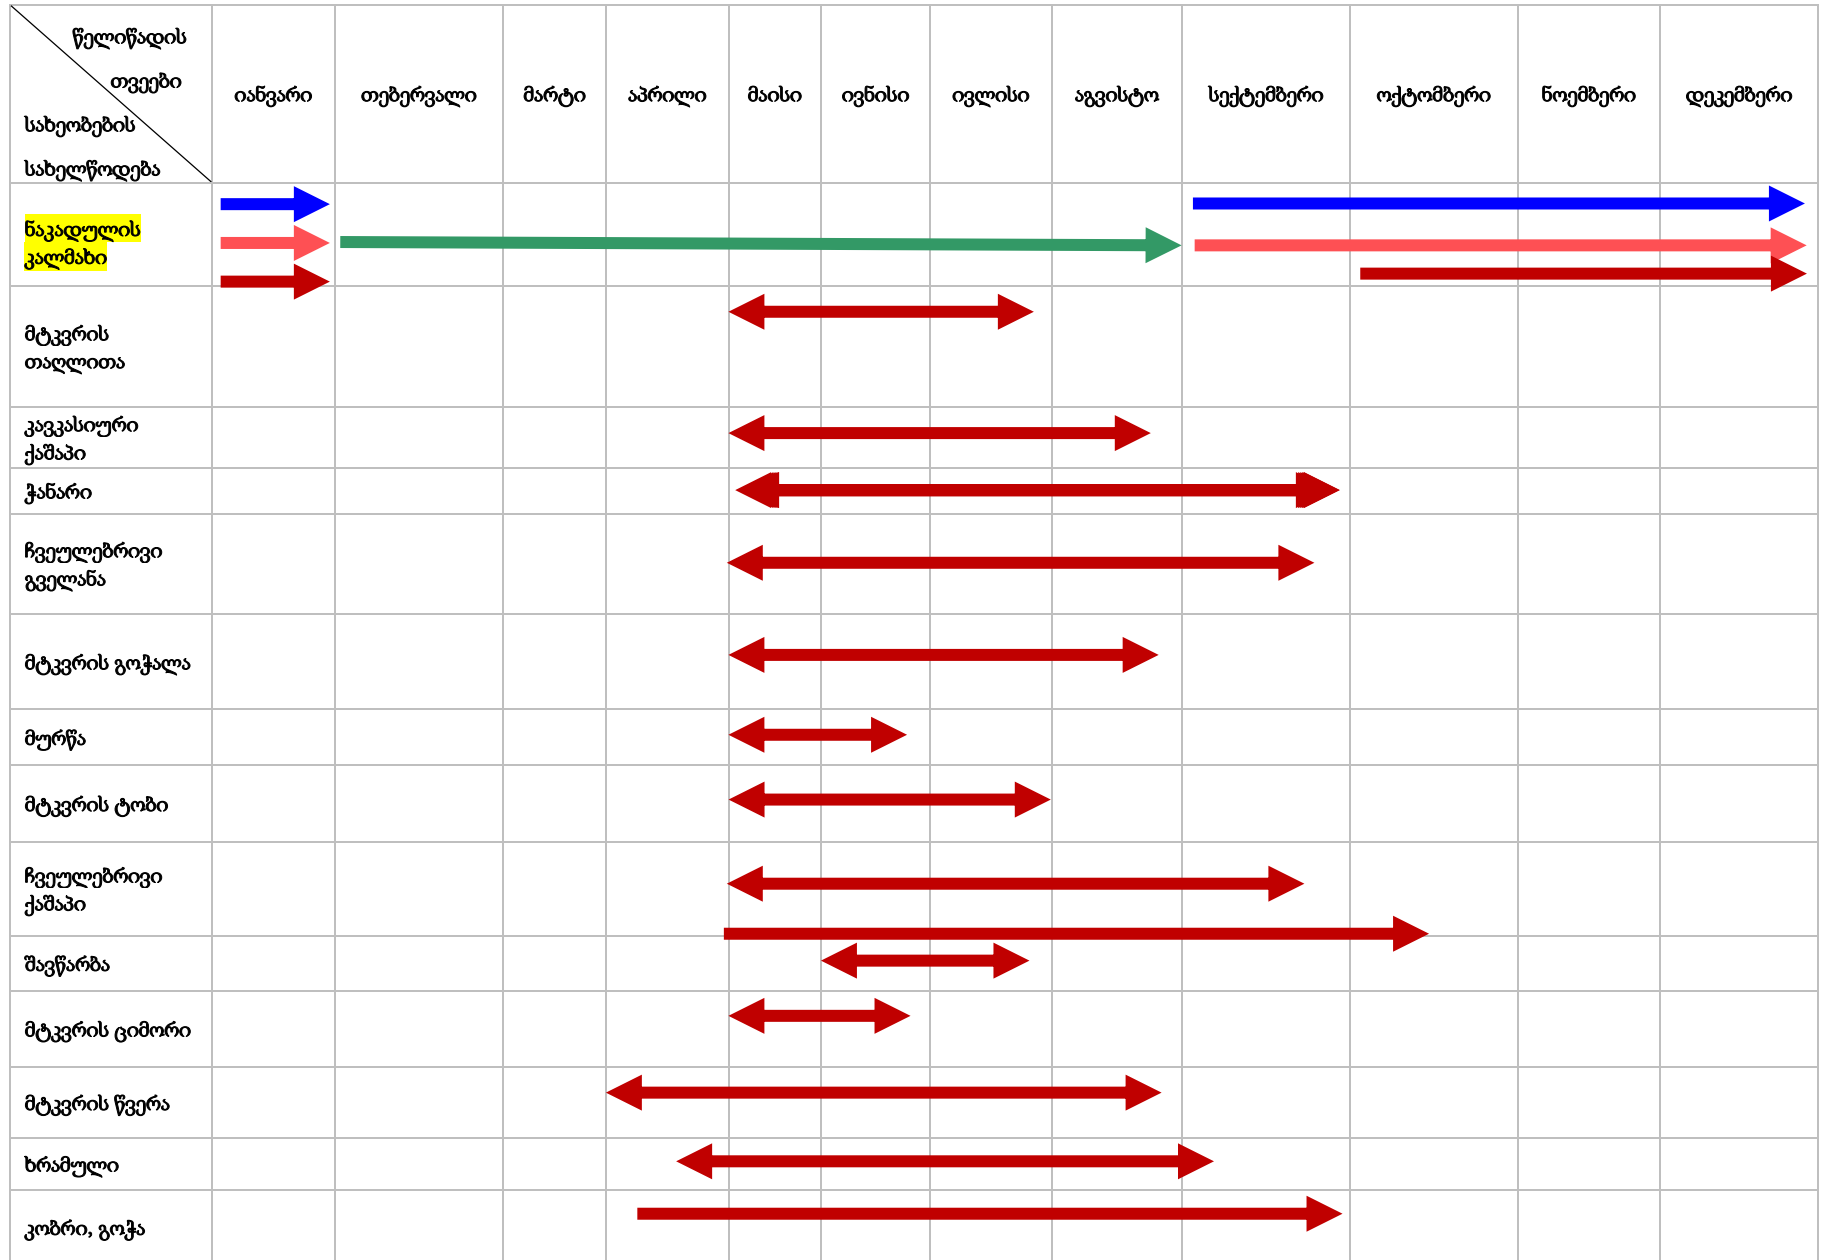 წელიწადის
თვეები
სახეობების
სახელწოდება
იანვარი თებერვალი მარტი აპრილი მაისი ივნისი ივლისი აგვისტო სექტემბერი ოქტომბერი ნოემბერი დეკემბერი
ნაკადულის
კალმახი
მტკვრის
თაღლითა
კავკასიური
ქაშაპი
ჭანარი
ჩვეულებრივი
გველანა
მტკვრის გოჭალა
მურწა
მტკვრის ტობი
ჩვეულებრივი
ქაშაპი
შავწარბა
მტკვრის ციმორი
მტკვრის წვერა
ხრამული
კობრი, გოჭა